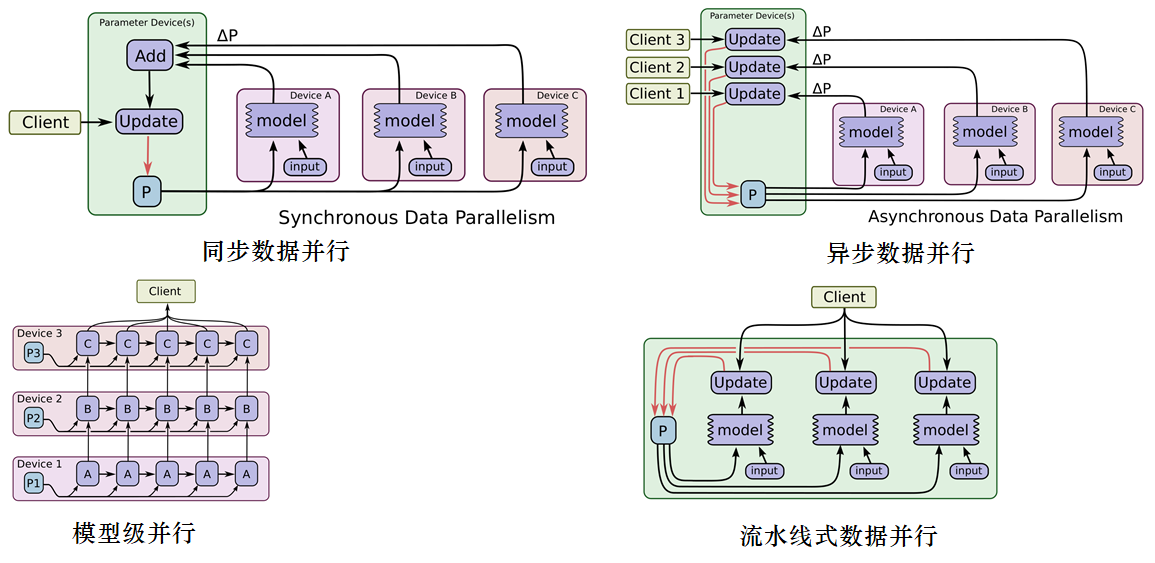 Parameter Device(s)
Add
ΔP
Client
Update
P
Device A
model
input
Device B
model
input
Device C
model
input
Synchronous Data Parallelism
同步数据并行
Parameter Device(s)
Client 3
Update
ΔP
Client 2
Update
ΔP
Client 1
Update
ΔP
P
Device A
model
input
Device B
model
input
Device C
model
input
Asynchronous Data Parallelism
异步数据并行
Client
Device 3
P3
C C C C C
Device 2
P2
B B B B B
Device 1
P1
A A A A A
模型级并行
Client
Update Update Update
P
model model model
input input input
流水线式数据并行